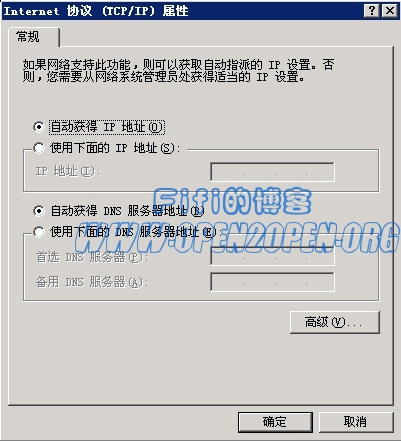 Internet 协议 (TCP/IP) 属性
常规
如果网络支持此功能，则可以获取自动指派的 IP 设置。否
则，您需要从网络系统管理员处获得适当的 IP 设置。
自动获得 IP 地址(O)
使用下面的 IP 地址(S):
IP 地址(I):
Fifi的博客
自动获得 DNS 服务器地址(B)
WWW.OPEN2OPEN.ORG
使用下面的 DNS 服务器地址(E):
首选 DNS 服务器(P):
备用 DNS 服务器(A):
高级(V)...
确定
取消